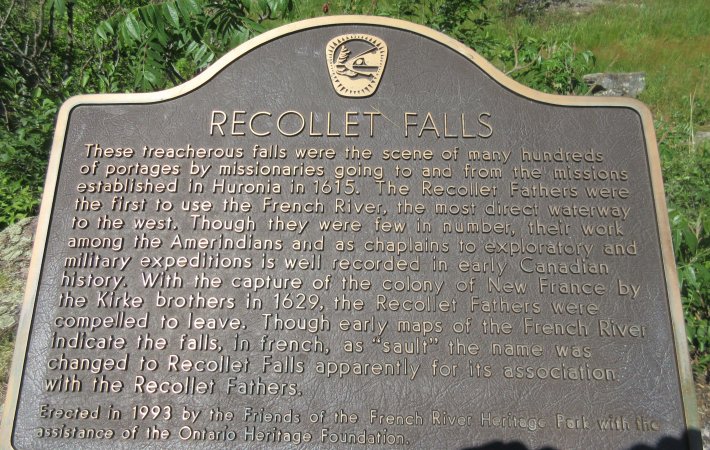 RECOLLET FALLS
These treacherous falls were the scene of many hundreds
of portages by missionaries going to and from the missions
established in Huronia in 1615. The Recollet Fathers were
the first to use the French River, the most direct waterway
to the west. Though they were few in number, their work
among the Amerindians and as chaplains to exploratory and
military expeditions is well recorded in early Canadian
history. With the capture of the colony of New France by
the Kirke brothers in 1629, the Recollet Fathers were
compelled to leave. Though early maps of the French River
indicate the falls, in french, as "sault" the name was
changed to Recollet Falls apparently for its association
with the Recollet Fathers.
Erected in 1993 by the Friends of the French River Heritage Park with the
assistance of the Ontario Heritage Foundation.